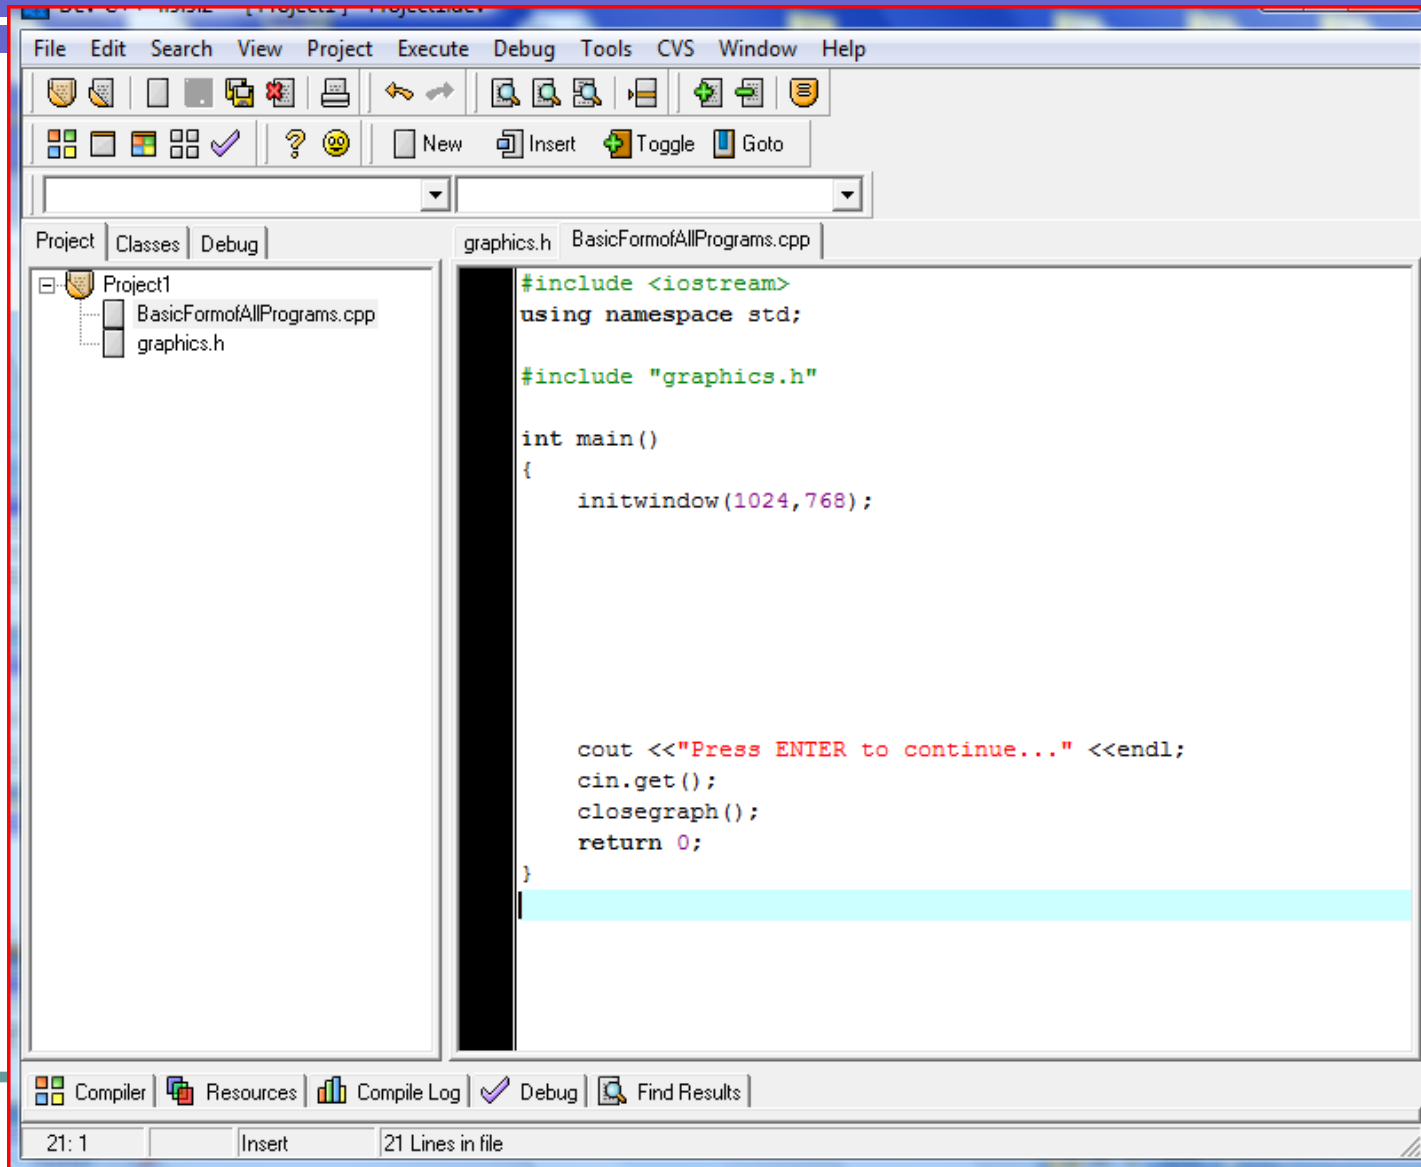 File Edit Search View Project Execute Debug Tools CVS Window Help
New Insert Toggle Goto
Project Classes Debug
graphics.h BasicFormofAllPrograms.cpp
Project1
BasicFormofAllPrograms.cpp
graphics.h
#include <iostream>
using namespace std;
#include "graphics.h"
int main()
{
initwindow(1024,768);
cout <<"Press ENTER to continue..." <<endl;
cin.get();
closegraph();
return 0;
}
Compiler Resources Compile Log Debug Find Results
21: 1 Insert 21 Lines in file